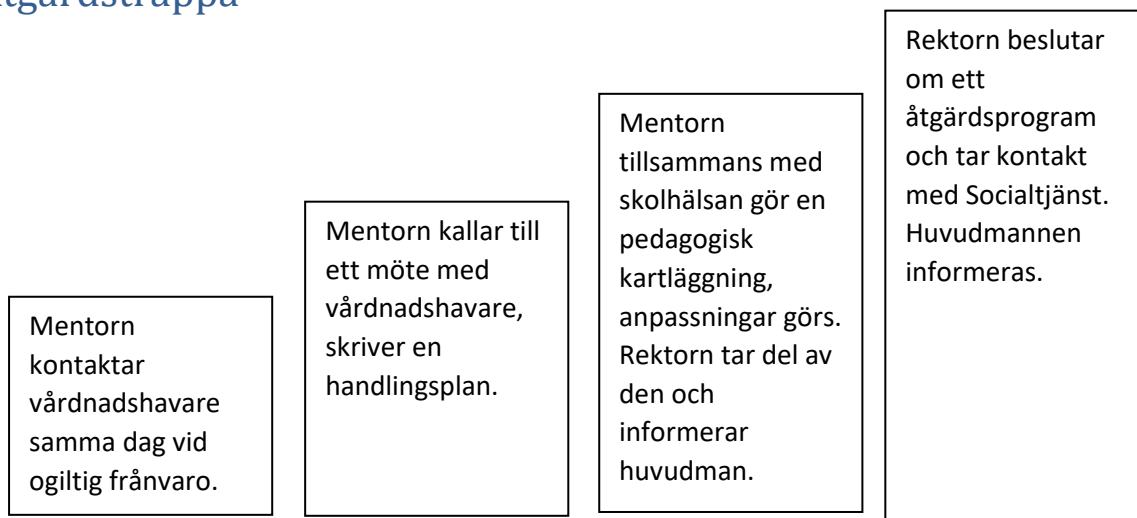 Åtgärdstrappa
Mentorn
kontaktar
vårdnadshavare
samma dag vid
ogiltig frånvaro.
Mentorn kallar till
ett möte med
vårdnadshavare,
skriver en
handlingsplan.
Mentorn
tillsammans med
skolhälsan gör en
pedagogisk
kartläggning,
anpassningar görs.
Rektorn tar del av
den och
informerar
huvudman.
Rektorn beslutar
om ett
åtgärdsprogram
och tar kontakt
med Socialtjänst.
Huvudmannen
informeras.